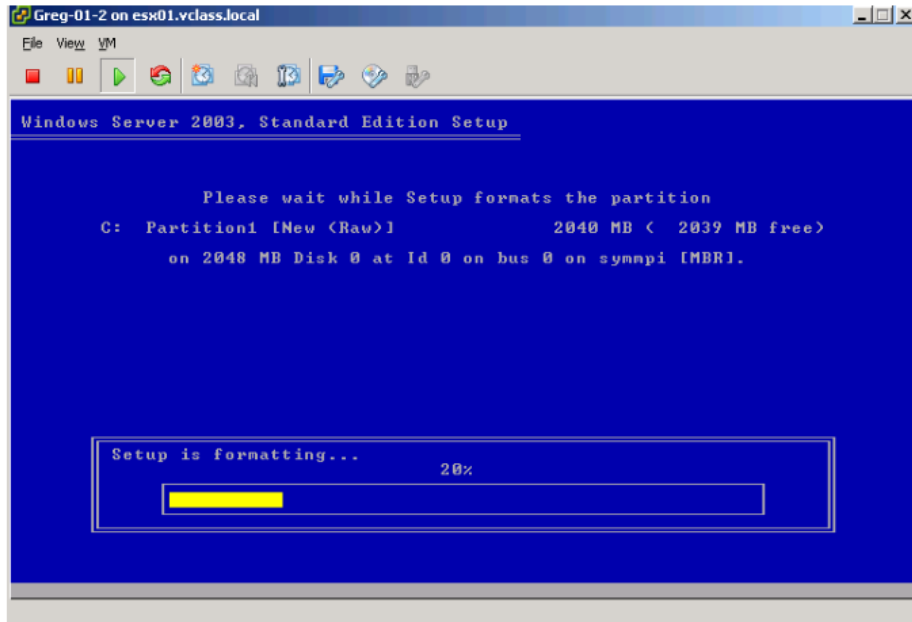 Greg-01-2 on esx01.vclass.local
File View VM
Windows Server 2003, Standard Edition Setup
Please wait while Setup formats the partition
C: Partition1 [New (Raw)] 2040 MB ( 2039 MB free)
on 2048 MB Disk 0 at Id 0 on bus 0 on symmpi [MBR].
Setup is formatting...
20%